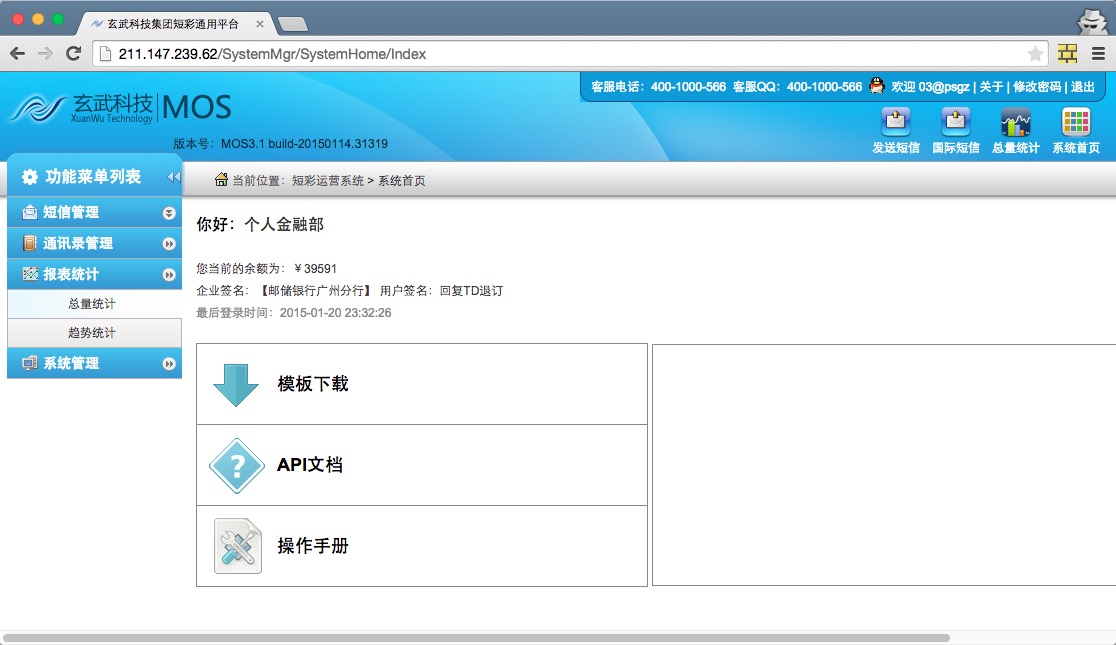 玄武科技集团短彩通用平台
211.147.239.62/SystemMgr/SystemHome/Index
客服电话：400-1000-566 客服QQ：400-1000-566 欢迎 03@psgz | 关于 | 修改密码 | 退出
玄武科技 MOS
XuanWu Technology
版本号：MOS3.1 build-20150114.31319
发送短信 国际短信 总量统计 系统首页
功能菜单列表
当前位置：短彩运营系统 > 系统首页
短信管理
通讯录管理
报表统计
总量统计
趋势统计
系统管理
你好：个人金融部
您当前的余额为：￥39591
企业签名：【邮储银行广州分行】 用户签名：回复TD退订
最后登录时间：2015-01-20 23:32:26
模板下载
API文档
操作手册